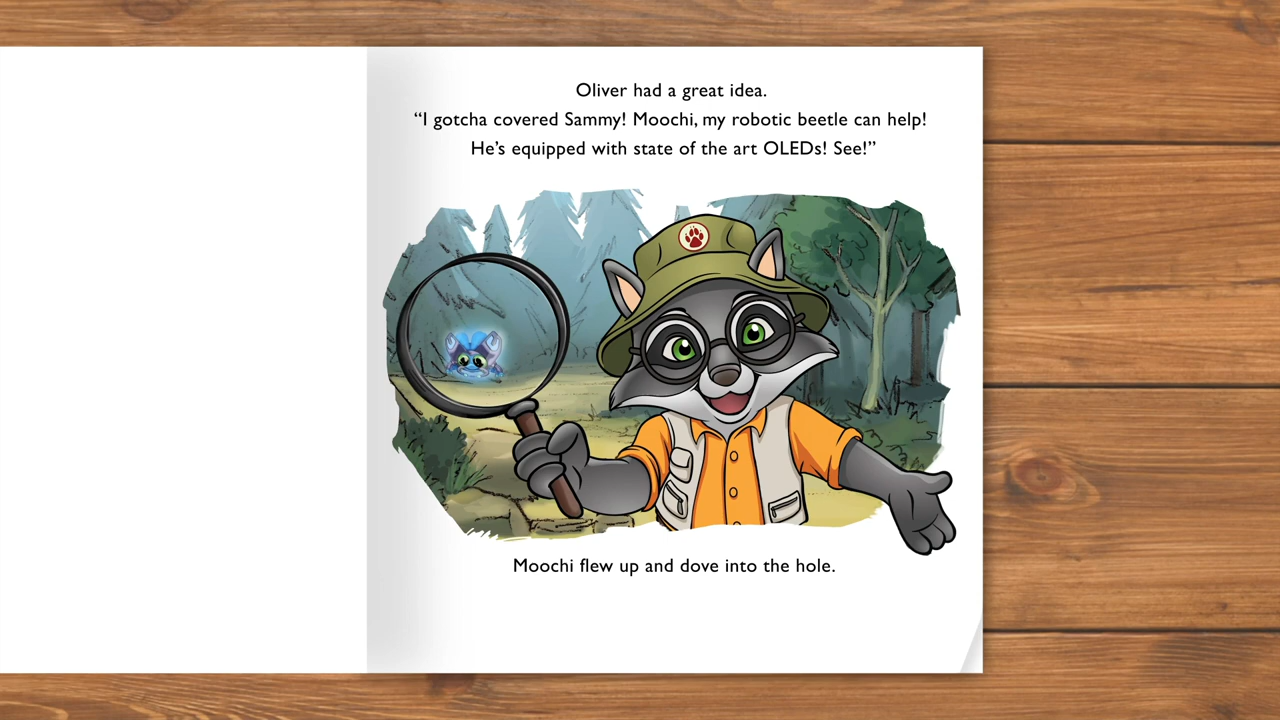 Oliver had a great idea.
“I gotcha covered Sammy! Moochi, my robotic beetle can help!
He’s equipped with state of the art OLEDs! See!”
Moochi flew up and dove into the hole.